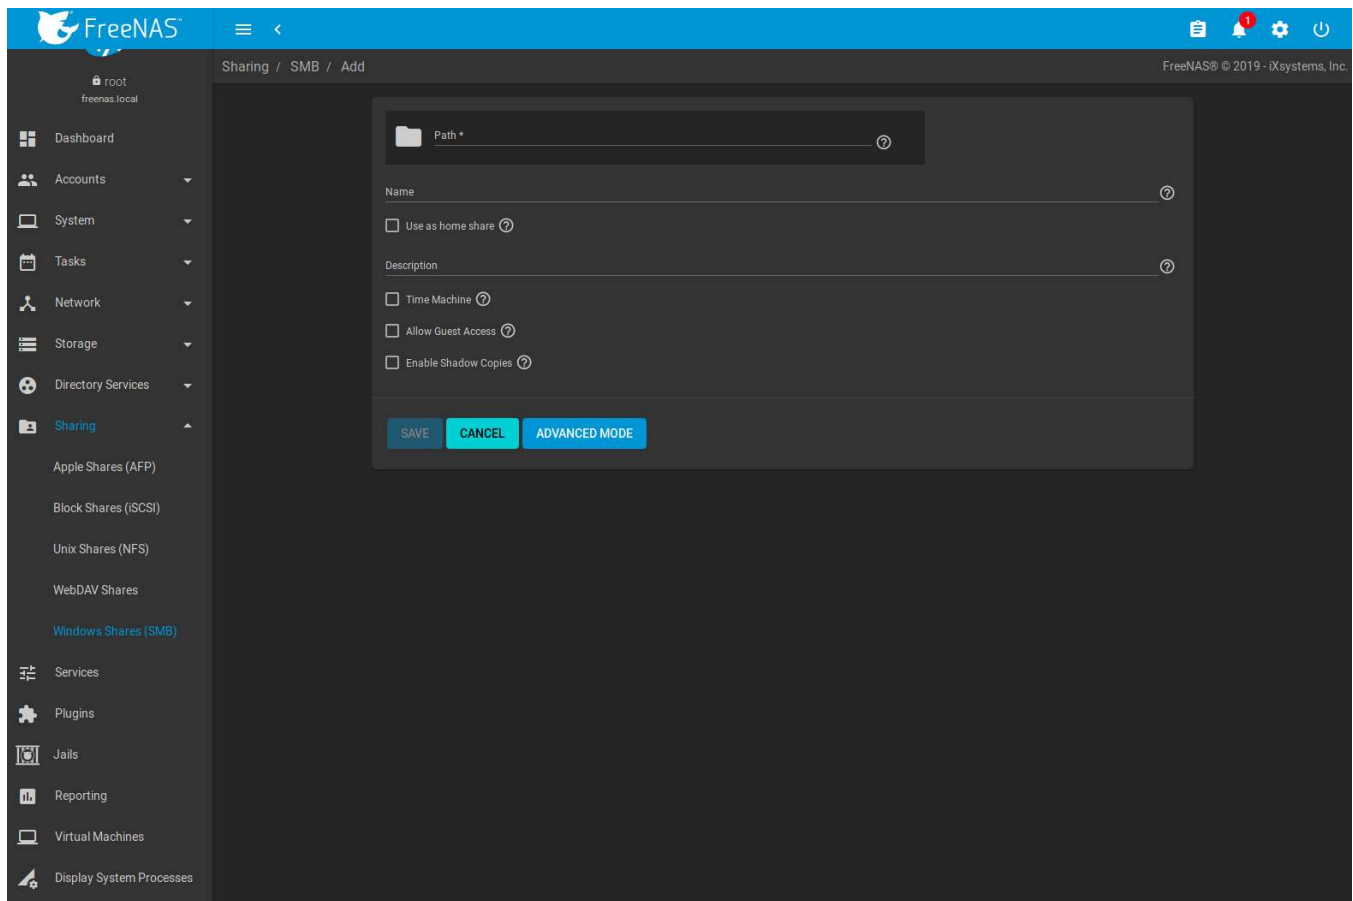 FreeNAS
1
root
freenas.local
Sharing / SMB / Add
FreeNAS® © 2019 - iXsystems, Inc.
Dashboard
Accounts
System
Tasks
Network
Storage
Directory Services
Sharing
Apple Shares (AFP)
Block Shares (iSCSI)
Unix Shares (NFS)
WebDAV Shares
Windows Shares (SMB)
Services
Plugins
Jails
Reporting
Virtual Machines
Display System Processes
Path *
Name
Use as home share
Description
Time Machine
Allow Guest Access
Enable Shadow Copies
SAVE CANCEL ADVANCED MODE